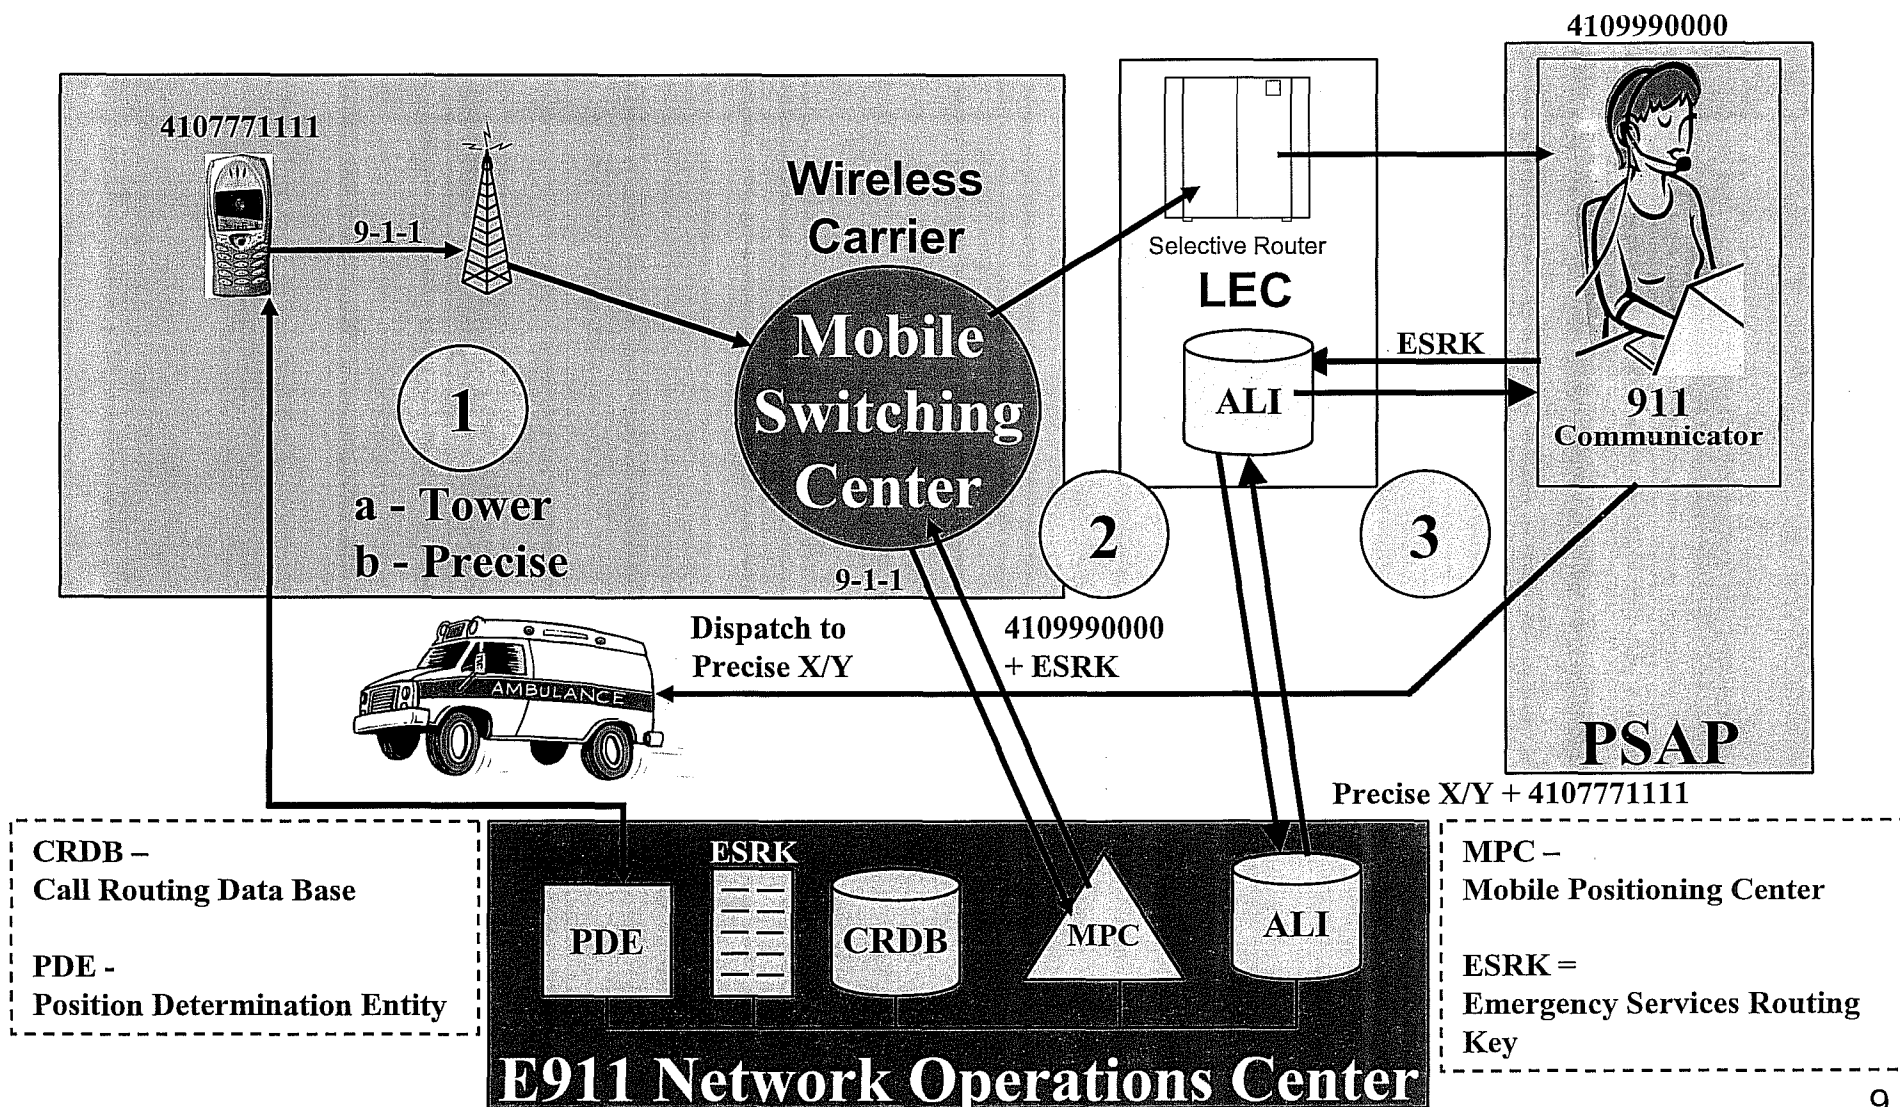 4109990000
4107771111
9-1-1
Wireless
Carrier
Mobile
Switching
Center
1
a - Tower
b - Precise
9-1-1
Selective Router
LEC
ALI
ESRK
911
Communicator
2
3
PSAP
Dispatch to
Precise X/Y
4109990000
+ ESRK
AMBULANCE
Precise X/Y + 4107771111
CRDB –
Call Routing Data Base
PDE -
Position Determination Entity
PDE
ESRK
CRDB
MPC
ALI
E911 Network Operations Center
MPC –
Mobile Positioning Center
ESRK =
Emergency Services Routing
Key
9